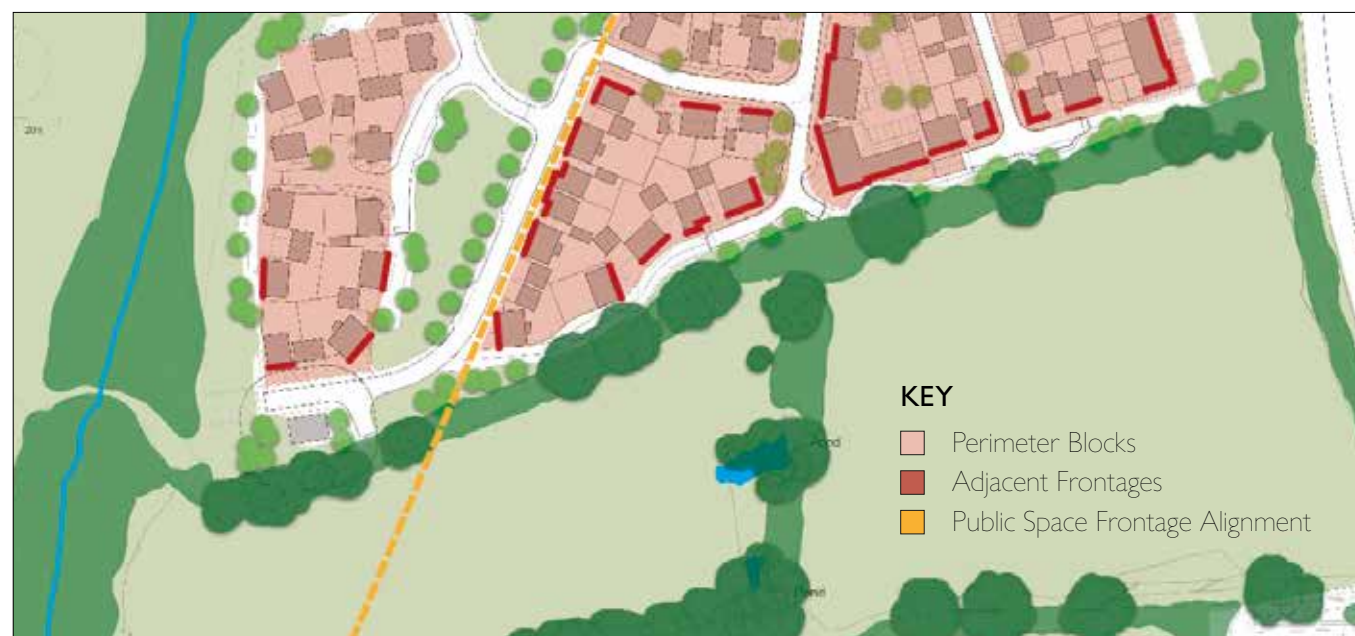 KEY
Perimeter Blocks
Adjacent Frontages
Public Space Frontage Alignment
Pond